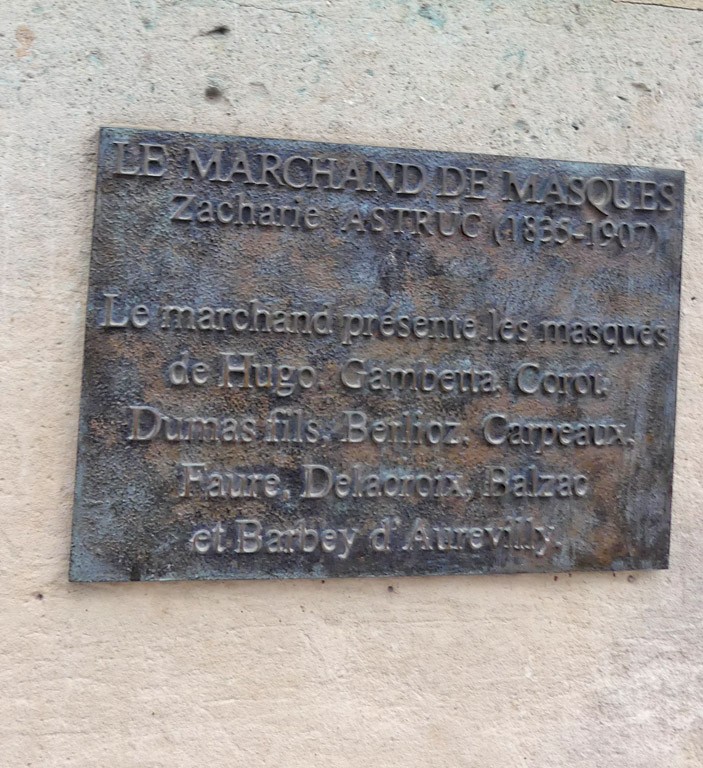 LE MARCHAND DE MASQUES
Zacharie ASTRUC (1835-1907)
Le marchand présente les masques
de Hugo, Gambetta, Corot,
Dumas fils, Berlioz, Carpeaux,
Faure, Delacroix, Balzac
et Barbey d'Aurevilly.